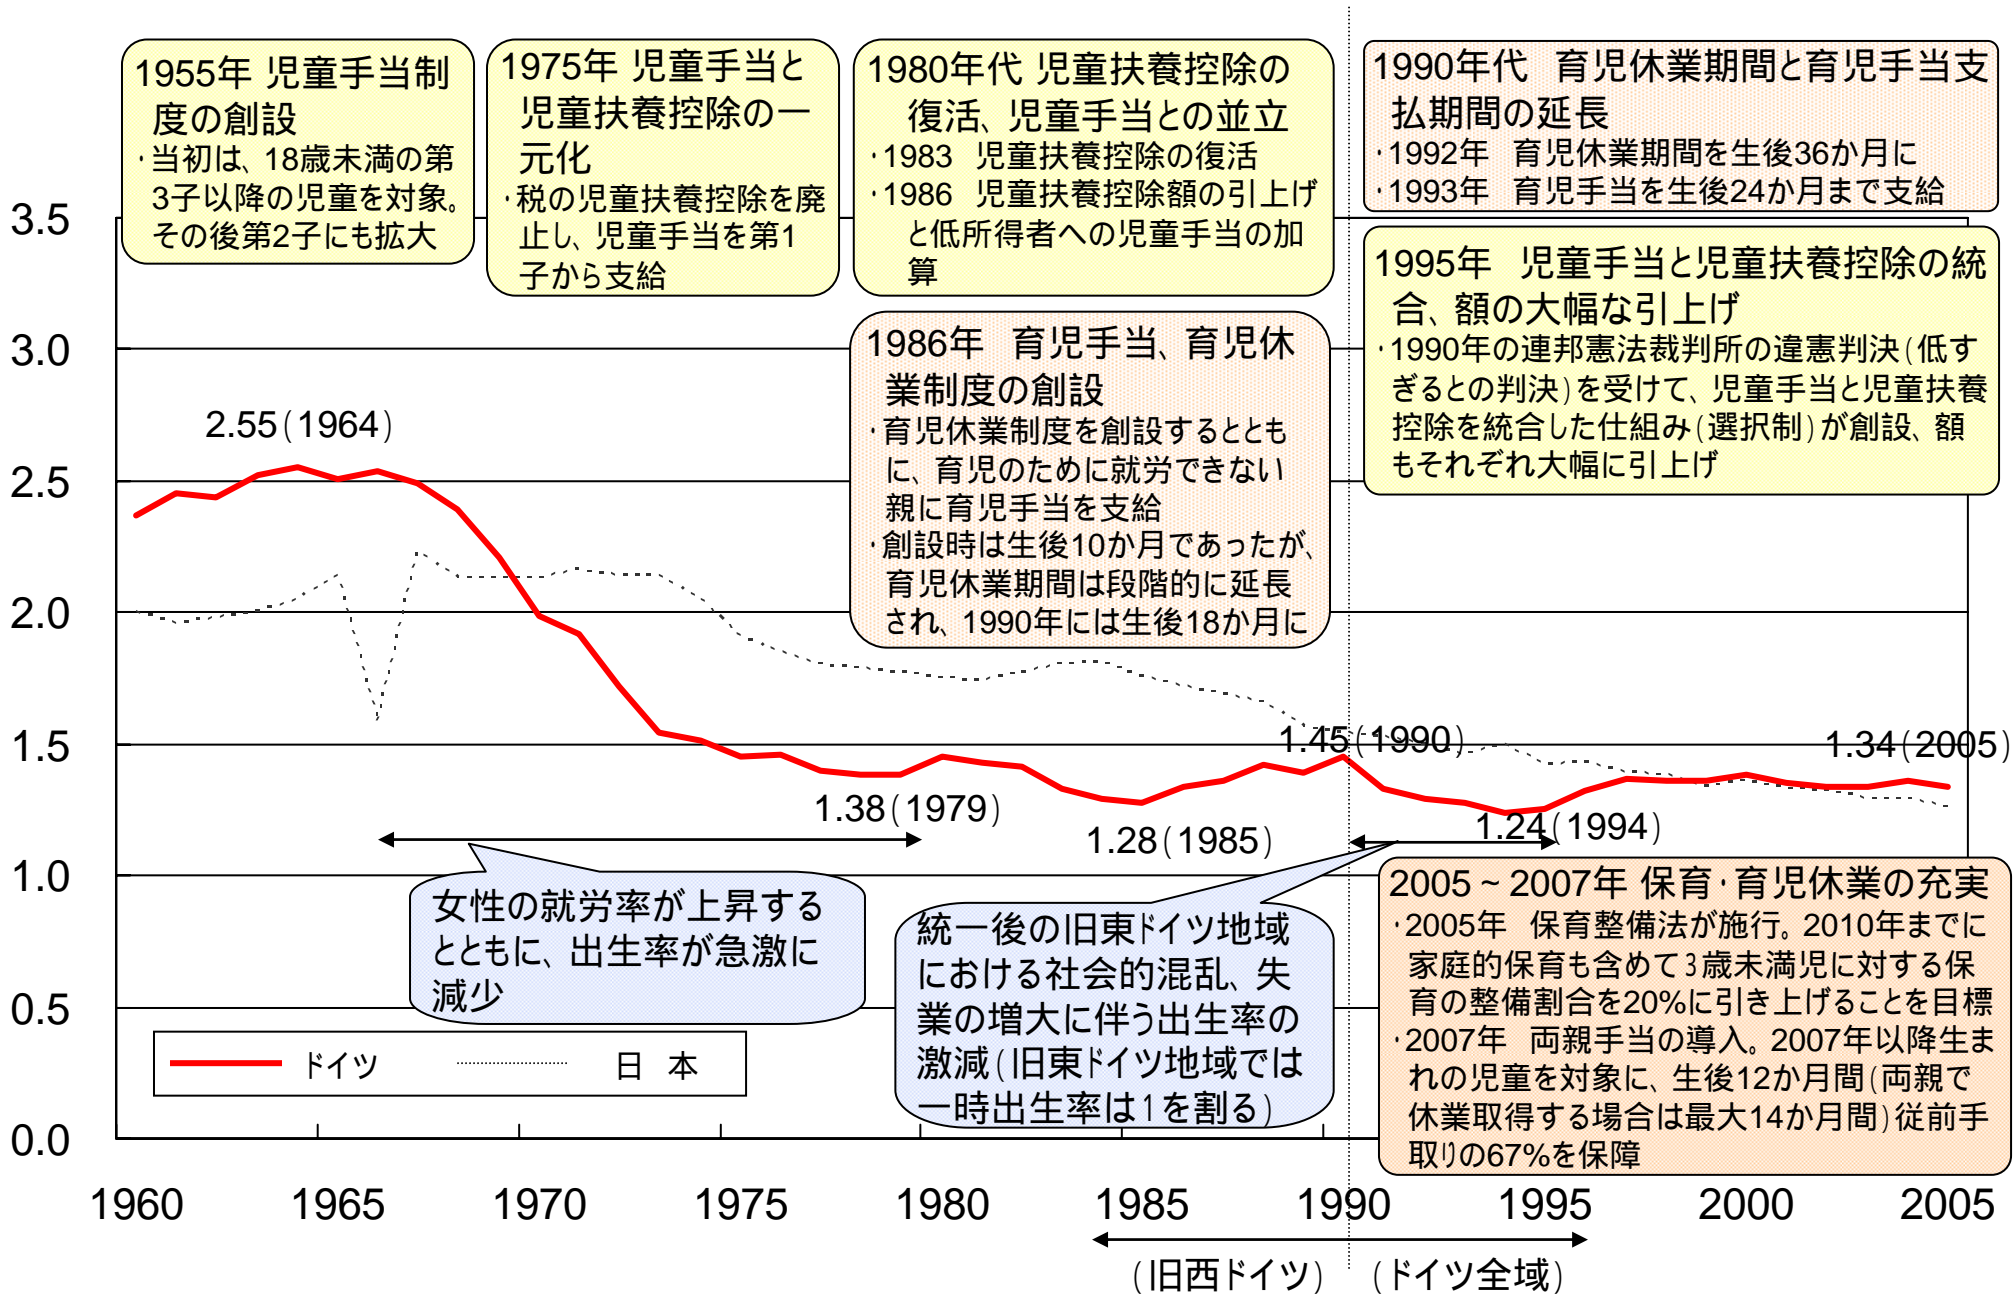 1955年 児童手当制
度の創設
・当初は、18歳未満の第
3子以降の児童を対象。
その後第2子にも拡大
1975年 児童手当と
児童扶養控除の一
元化
・税の児童扶養控除を廃
止し、児童手当を第1
子から支給
1980年代 児童扶養控除の
復活、児童手当との並立
・1983 児童扶養控除の復活
・1986 児童扶養控除額の引上げ
と低所得者への児童手当の加
算
1990年代 育児休業期間と育児手当支
払期間の延長
・1992年 育児休業期間を生後36か月に
・1993年 育児手当を生後24か月まで支給
1995年 児童手当と児童扶養控除の統
合、額の大幅な引上げ
・1990年の連邦憲法裁判所の違憲判決(低す
ぎるとの判決)を受けて、児童手当と児童扶養
控除を統合した仕組み(選択制)が創設、額
もそれぞれ大幅に引上げ
1986年 育児手当、育児休
業制度の創設
・育児休業制度を創設するととも
に、育児のために就労できない
親に育児手当を支給
・創設時は生後10か月であったが、
育児休業期間は段階的に延長
され、1990年には生後18か月に
3.5
3.0
2.5
2.0
1.5
1.0
0.5
0.0
2.55(1964)
1.38(1979)
1.28(1985)
1.45(1990)
1.24(1994)
1.34(2005)
女性の就労率が上昇する
とともに、出生率が急激に
減少
統一後の旧東ドイツ地域
における社会的混乱、失
業の増大に伴う出生率の
激減(旧東ドイツ地域では
一時出生率は1を割る)
2005~2007年 保育・育児休業の充実
・2005年 保育整備法が施行。2010年までに
家庭的保育も含めて3歳未満児に対する保
育の整備割合を20%に引き上げることを目標
・2007年 両親手当の導入。2007年以降生ま
れの児童を対象に、生後12か月間(両親で
休業取得する場合は最大14か月間)従前手
取りの67%を保障
ドイツ 日 本
1960 1965 1970 1975 1980 1985 1990 1995 2000 2005
(旧西ドイツ) (ドイツ全域)